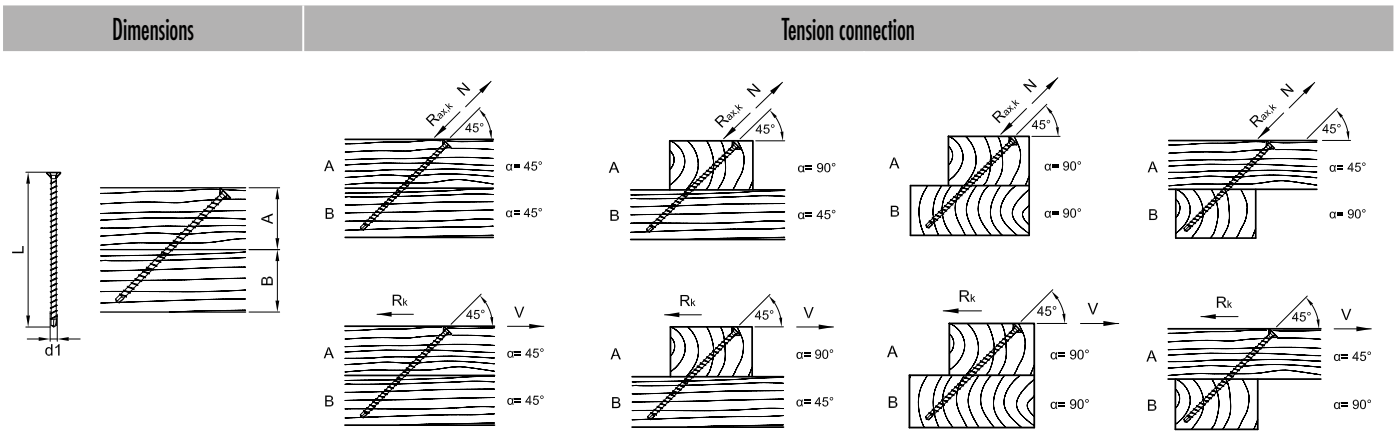 Dimensions
Tension connection
L
d1
A
B
Rax,k
N
45°
A
α= 45°
B
α= 45°
Rax,k
N
45°
A
α= 90°
B
α= 45°
Rax,k
N
45°
A
α= 90°
B
α= 90°
Rax,k
N
45°
A
α= 45°
B
α= 90°
Rk
45°
V
A
α= 45°
B
α= 45°
Rk
45°
V
A
α= 90°
B
α= 45°
Rk
45°
V
A
α= 90°
B
α= 90°
Rk
45°
V
A
α= 45°
B
α= 90°